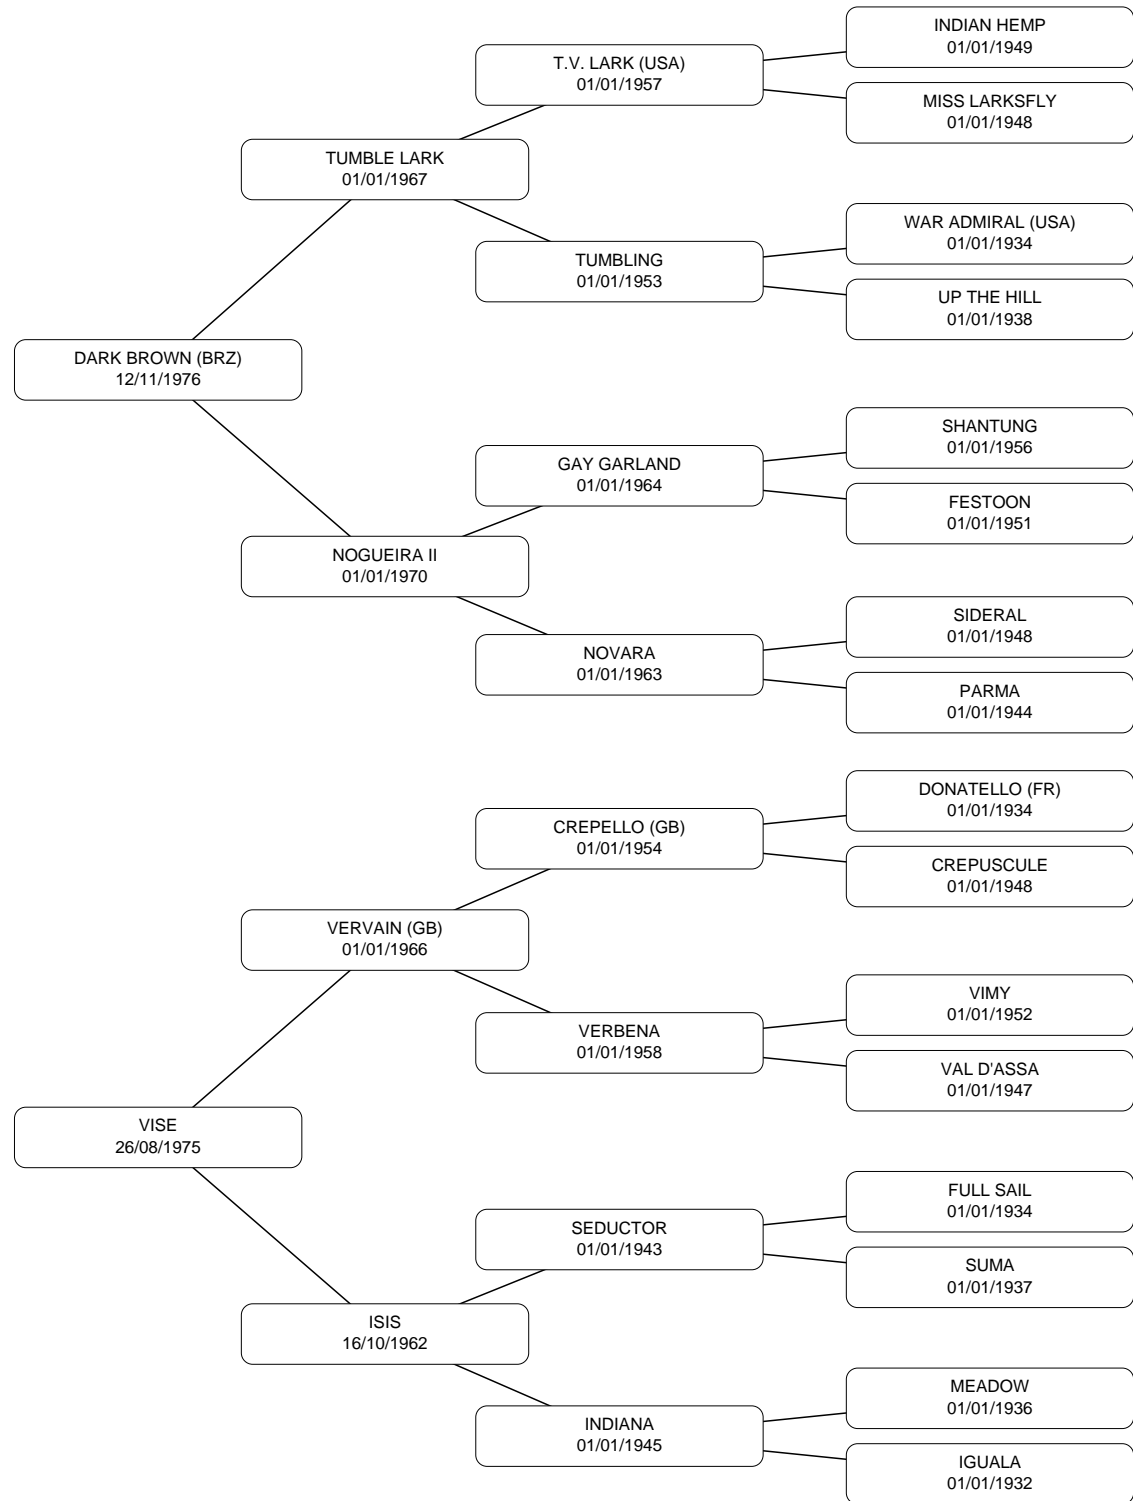 INDIAN HEMP
01/01/1949
T.V. LARK (USA)
01/01/1957
MISS LARKSFLY
01/01/1948
TUMBLE LARK
01/01/1967
WAR ADMIRAL (USA)
01/01/1934
TUMBLING
01/01/1953
UP THE HILL
01/01/1938
DARK BROWN (BRZ)
12/11/1976
SHANTUNG
01/01/1956
GAY GARLAND
01/01/1964
FESTOON
01/01/1951
NOGUEIRA II
01/01/1970
SIDERAL
01/01/1948
NOVARA
01/01/1963
PARMA
01/01/1944
DONATELLO (FR)
01/01/1934
CREPELLO (GB)
01/01/1954
CREPUSCULE
01/01/1948
VERVAIN (GB)
01/01/1966
VIMY
01/01/1952
VERBENA
01/01/1958
VAL D'ASSA
01/01/1947
VISE
26/08/1975
FULL SAIL
01/01/1934
SEDUCTOR
01/01/1943
SUMA
01/01/1937
ISIS
16/10/1962
MEADOW
01/01/1936
INDIANA
01/01/1945
IGUALA
01/01/1932